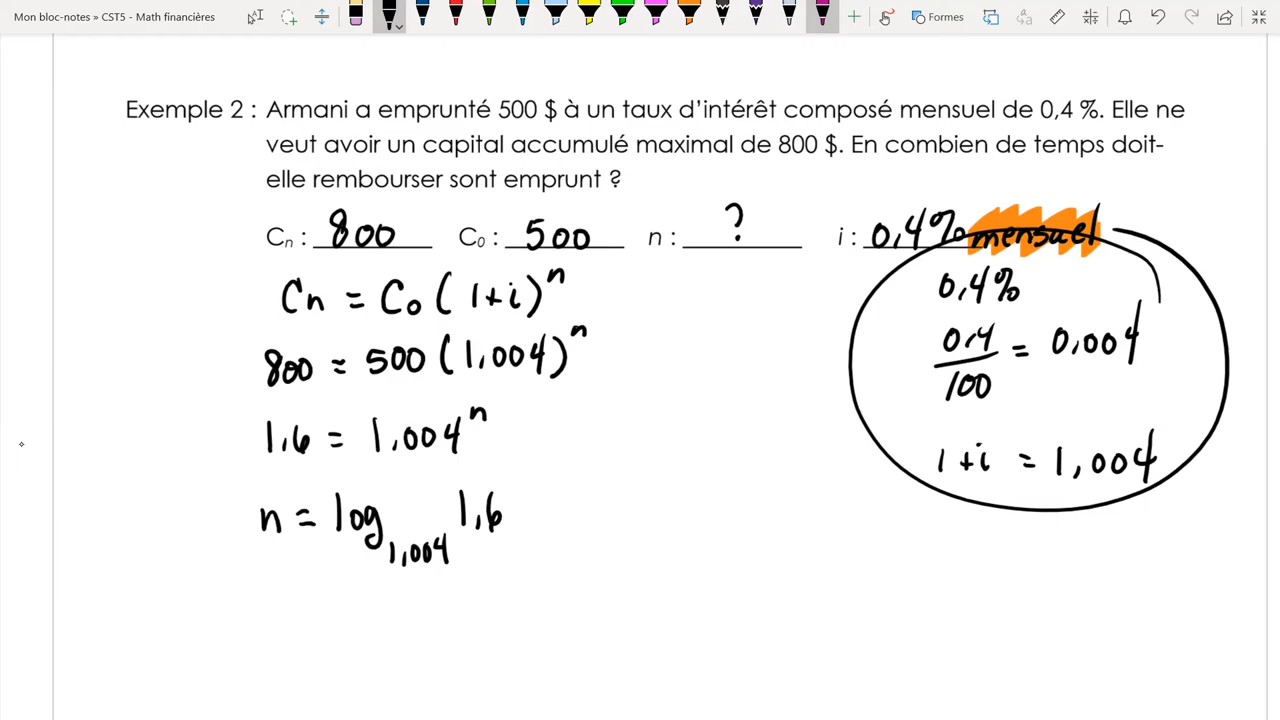 Mon bloc-notes » CST5 - Math financières
Formes
Exemple 2 : Armani a emprunté 500 $ à un taux d'intérêt composé mensuel de 0,4 %. Elle ne
veut avoir un capital accumulé maximal de 800 $. En combien de temps doit-
elle rembourser sont emprunt ?
Cn : 800 C0 : 500 n : ? i : 0,4% mensuel
Cn = C0 (1+i)^n
0,4%
800 = 500 (1,004)^n
0,4/100 = 0,004
1,6 = 1,004^n
1+i = 1,004
n = log_1,004 1,6